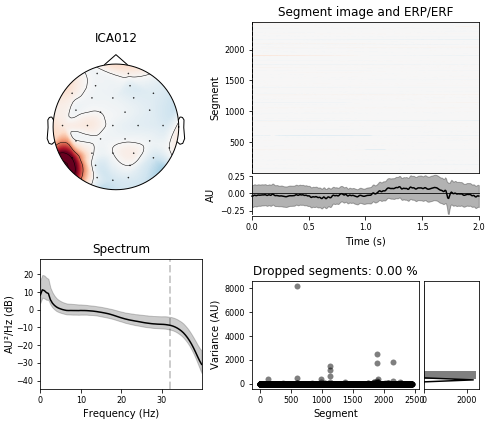 ICA012
Segment image and ERP/ERF
Segment
2000
1500
1000
500
AU
0.25
0.00
−0.25
0.0 0.5 1.0 1.5 2.0
Time (s)
Spectrum
AU²/Hz (dB)
20
10
0
−10
−20
−30
−40
0 10 20 30
Frequency (Hz)
Dropped segments: 0.00 %
Variance (AU)
8000
6000
4000
2000
0
0 500 1000 1500 2000 2500
Segment
0 2000